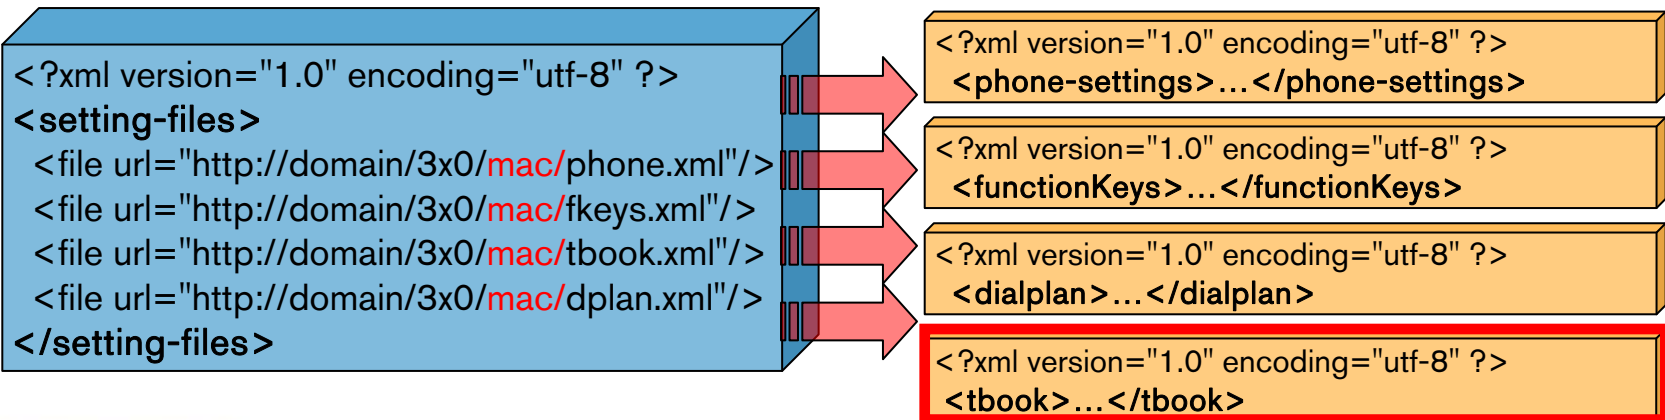 <?xml version="1.0" encoding="utf-8" ?>
<setting-files>
<file url="http://domain/3x0/mac/phone.xml"/>
<file url="http://domain/3x0/mac/fkeys.xml"/>
<file url="http://domain/3x0/mac/tbook.xml"/>
<file url="http://domain/3x0/mac/dplan.xml"/>
</setting-files>
<?xml version="1.0" encoding="utf-8" ?>
<phone-settings>...</phone-settings>
<?xml version="1.0" encoding="utf-8" ?>
<functionKeys>...</functionKeys>
<?xml version="1.0" encoding="utf-8" ?>
<dialplan>...</dialplan>
<?xml version="1.0" encoding="utf-8" ?>
<tbook>...</tbook>